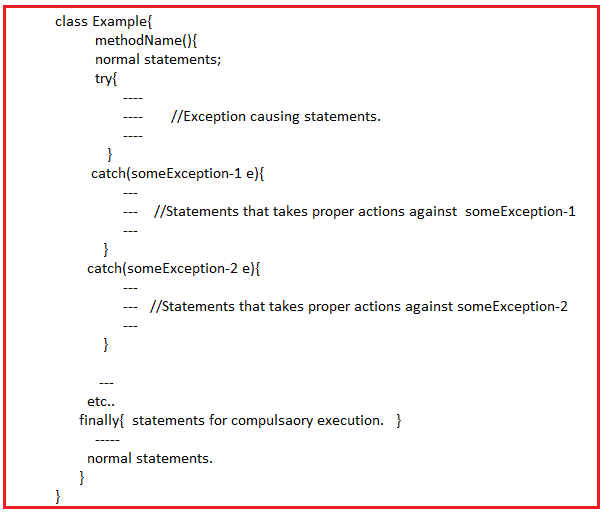 class Example{
methodName(){
normal statements;
try{
----
---- //Exception causing statements.
----
}
catch(someException-1 e){
---
--- //Statements that takes proper actions against someException-1
---
}
catch(someException-2 e){
---
--- //Statements that takes proper actions against someException-2
---
}
---
etc..
finally{ statements for compulsaory execution. }
-----
normal statements.
}
}